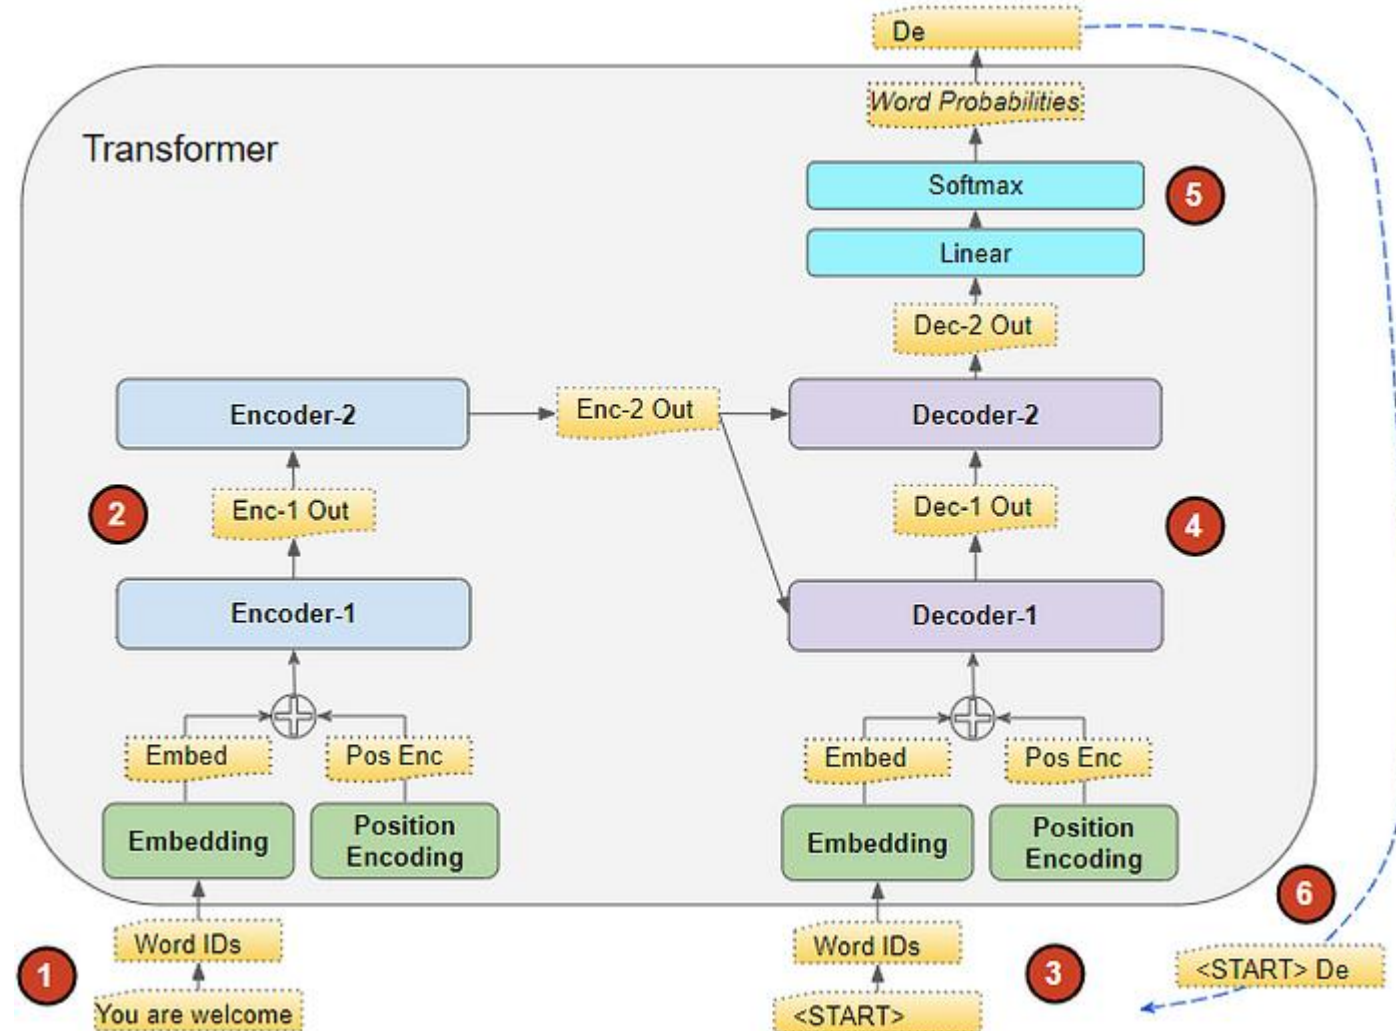 De
Word Probabilities
Transformer
Softmax
5
Linear
Dec-2 Out
Encoder-2
Enc-2 Out
Decoder-2
2
Enc-1 Out
Dec-1 Out
4
Encoder-1
Decoder-1
Embed
Pos Enc
Embed
Pos Enc
Embedding
Position
Encoding
Embedding
Position
Encoding
6
1
Word IDs
Word IDs
3
<START> De
You are welcome
<START>